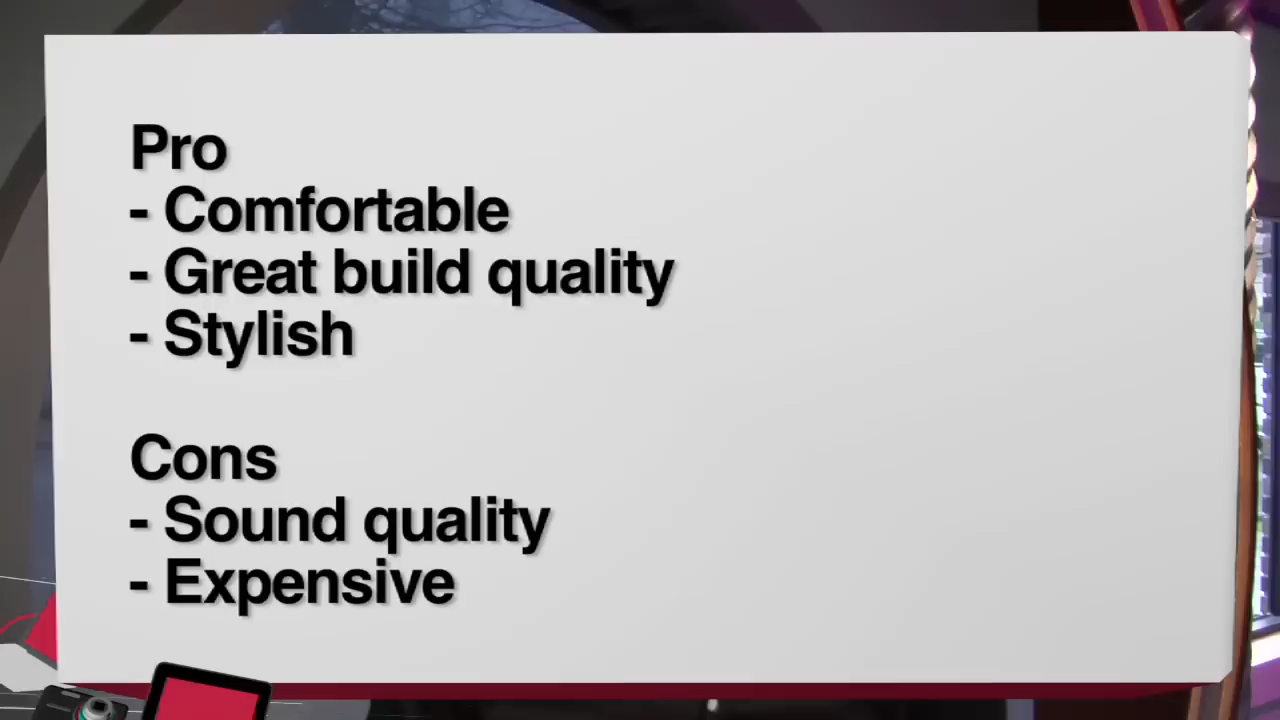 Pro
- Comfortable
- Great build quality
- Stylish
Cons
- Sound quality
- Expensive